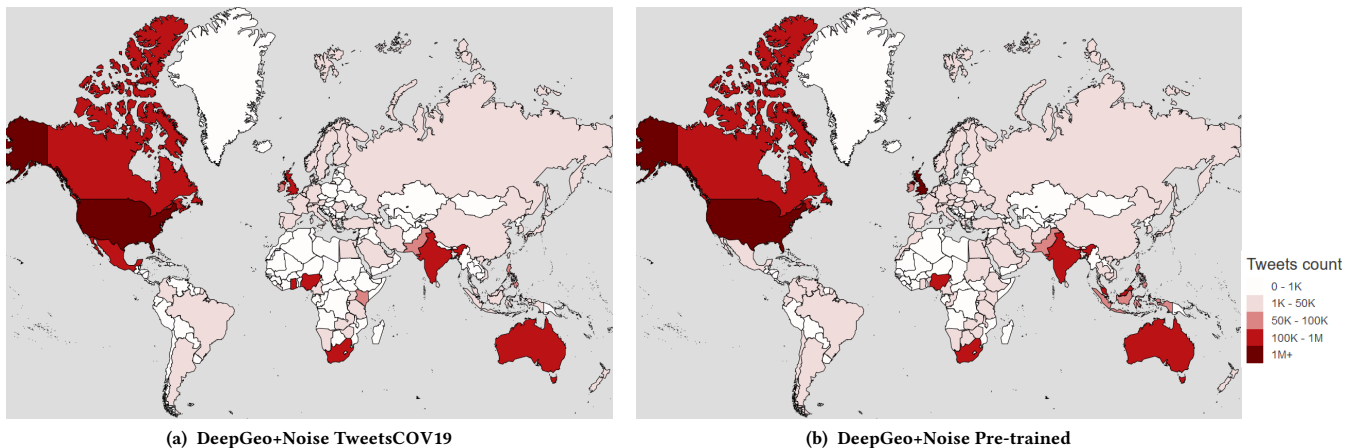 Tweets count
0 - 1K
1K - 50K
50K - 100K
100K - 1M
1M+
(a) DeepGeo+Noise TweetsCOV19
(b) DeepGeo+Noise Pre-trained